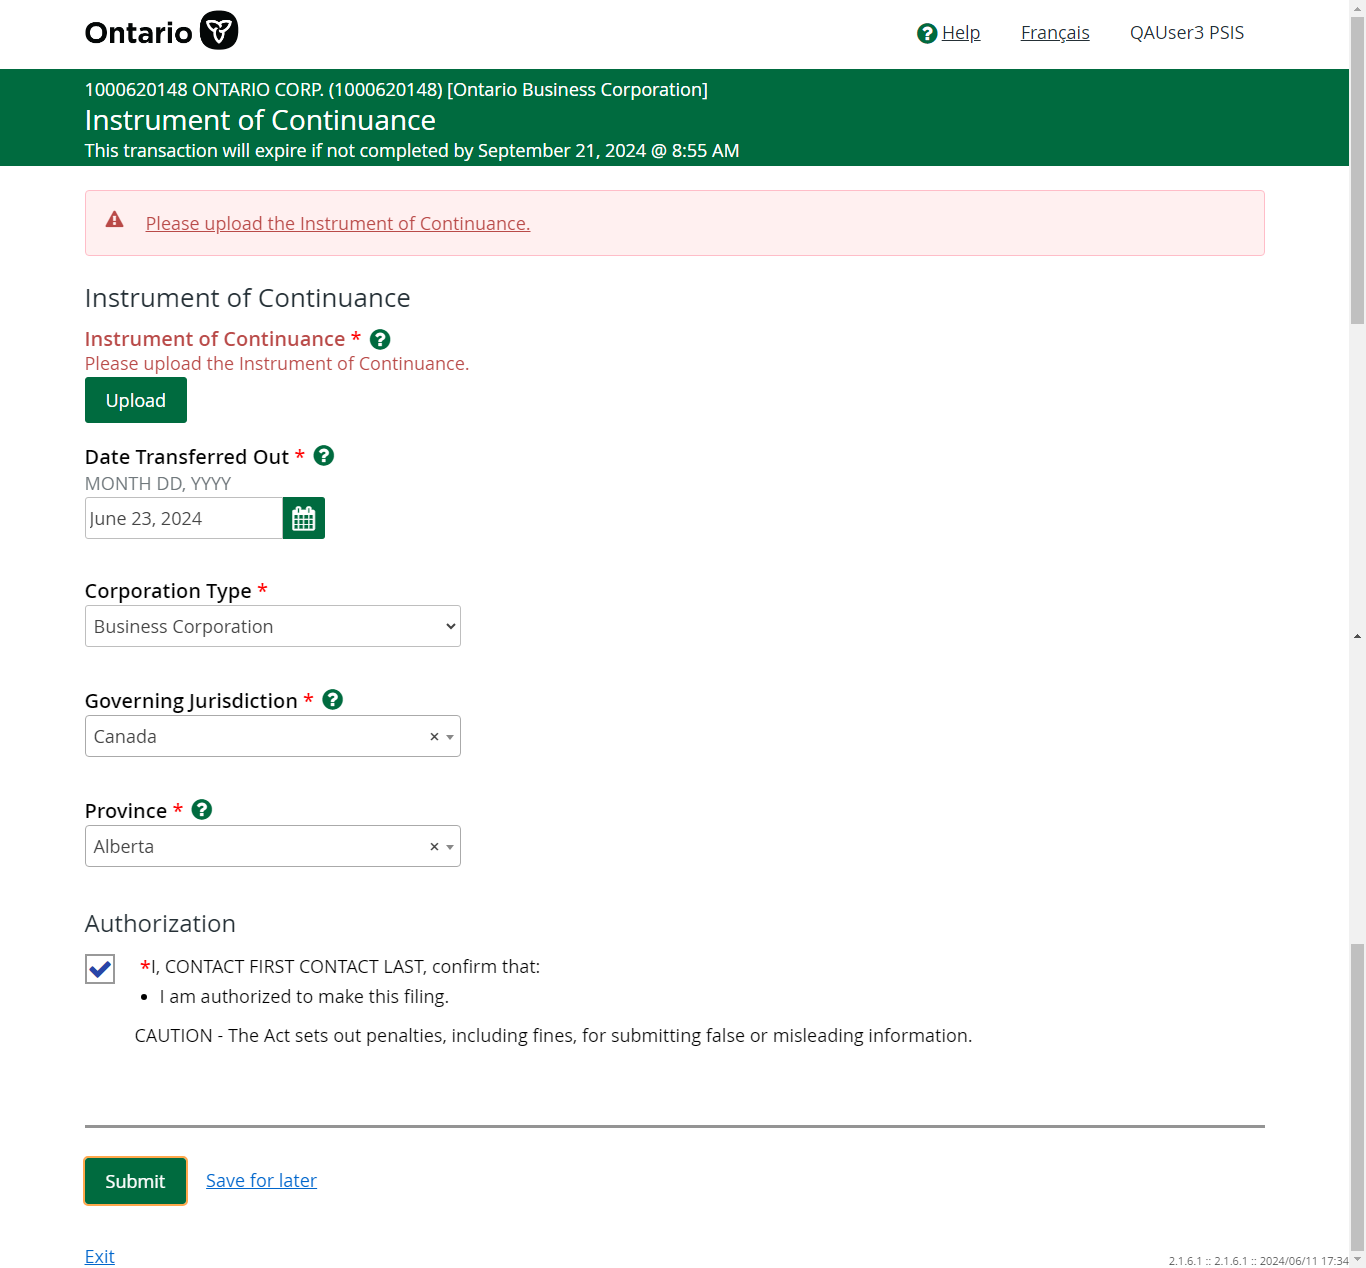 Ontario
Help Français QAUser3 PSIS
1000620148 ONTARIO CORP. (1000620148) [Ontario Business Corporation]
Instrument of Continuance
This transaction will expire if not completed by September 21, 2024 @ 8:55 AM
Please upload the Instrument of Continuance.
Instrument of Continuance
Instrument of Continuance *
Please upload the Instrument of Continuance.
Upload
Date Transferred Out *
MONTH DD, YYYY
June 23, 2024
Corporation Type *
Business Corporation
Governing Jurisdiction *
Canada
Province *
Alberta
Authorization
*I, CONTACT FIRST CONTACT LAST, confirm that:
• I am authorized to make this filing.
CAUTION - The Act sets out penalties, including fines, for submitting false or misleading information.
Submit Save for later
Exit
2.1.6.1 :: 2.1.6.1 :: 2024/06/11 17:34